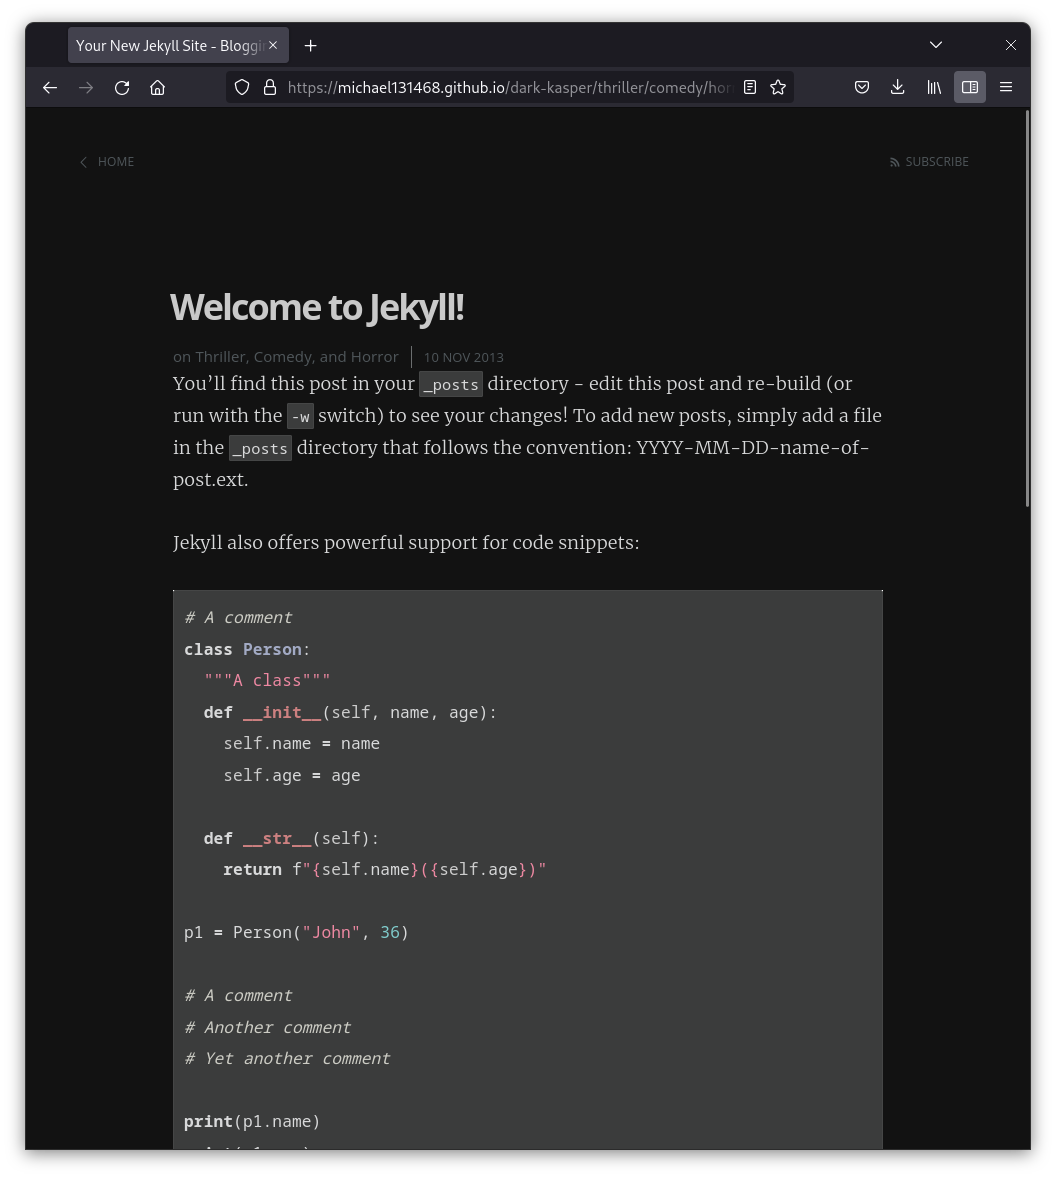 Your New Jekyll Site - Bloggin
https://michael131468.github.io/dark-kasper/thriller/comedy/hor
HOME
SUBSCRIBE
Welcome to Jekyll!
on Thriller, Comedy, and Horror
10 NOV 2013
You’ll find this post in your _posts directory - edit this post and re-build (or
run with the -w switch) to see your changes! To add new posts, simply add a file
in the _posts directory that follows the convention: YYYY-MM-DD-name-of-
post.ext.
Jekyll also offers powerful support for code snippets:
# A comment
class Person:
  """A class"""
  def __init__(self, name, age):
    self.name = name
    self.age = age
  def __str__(self):
    return f"{self.name}({self.age})"
p1 = Person("John", 36)
# A comment
# Another comment
# Yet another comment
print(p1.name)